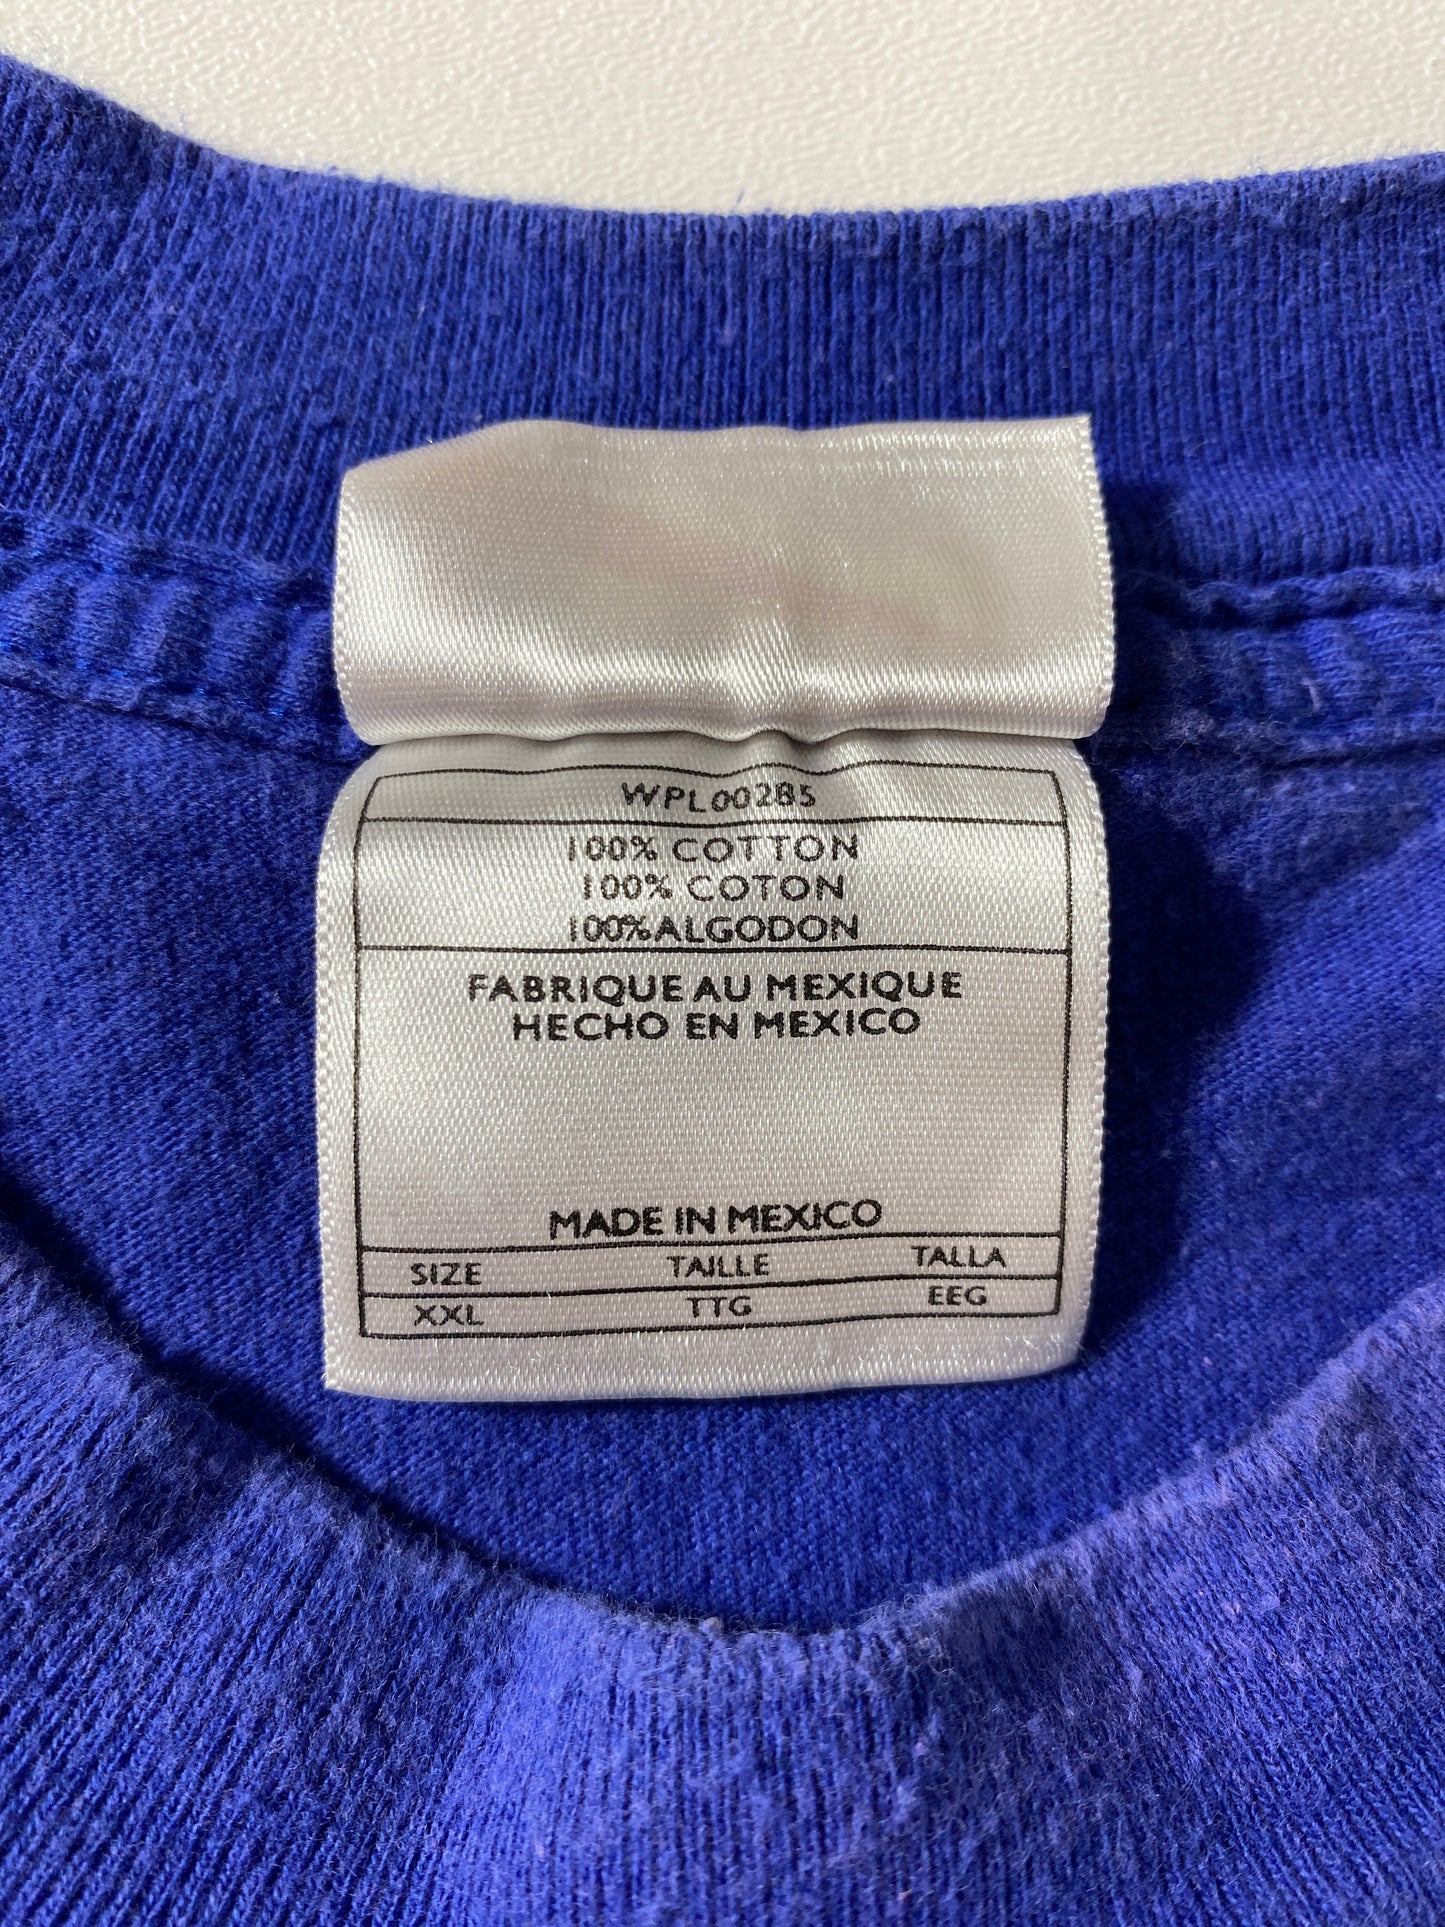 WPL00285
100% COTTON
100% COTON
100%ALGODON
FABRIQUE AU MEXIQUE
HECHO EN MEXICO
MADE IN MEXICO
SIZE TAILLE TALLA
XXL TTG EEG